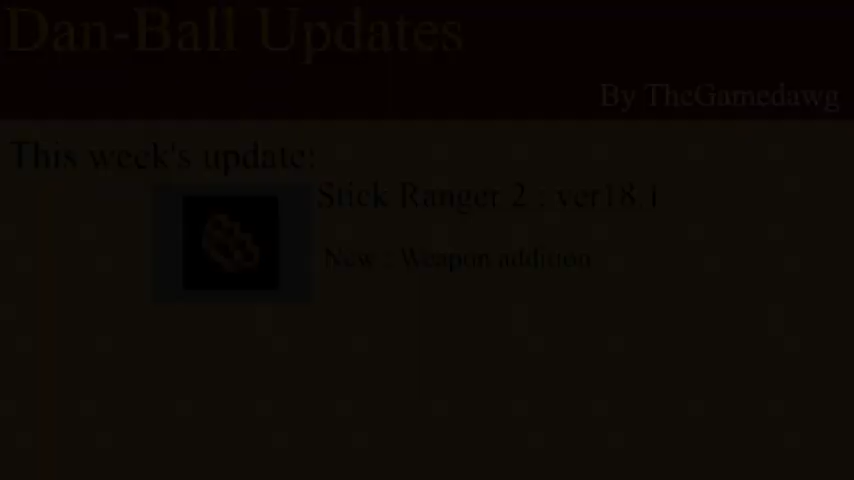 Dan-Ball Updates
By TheGamedawg
This week's update:
Stick Ranger 2 : ver18.1
New : Weapon addition